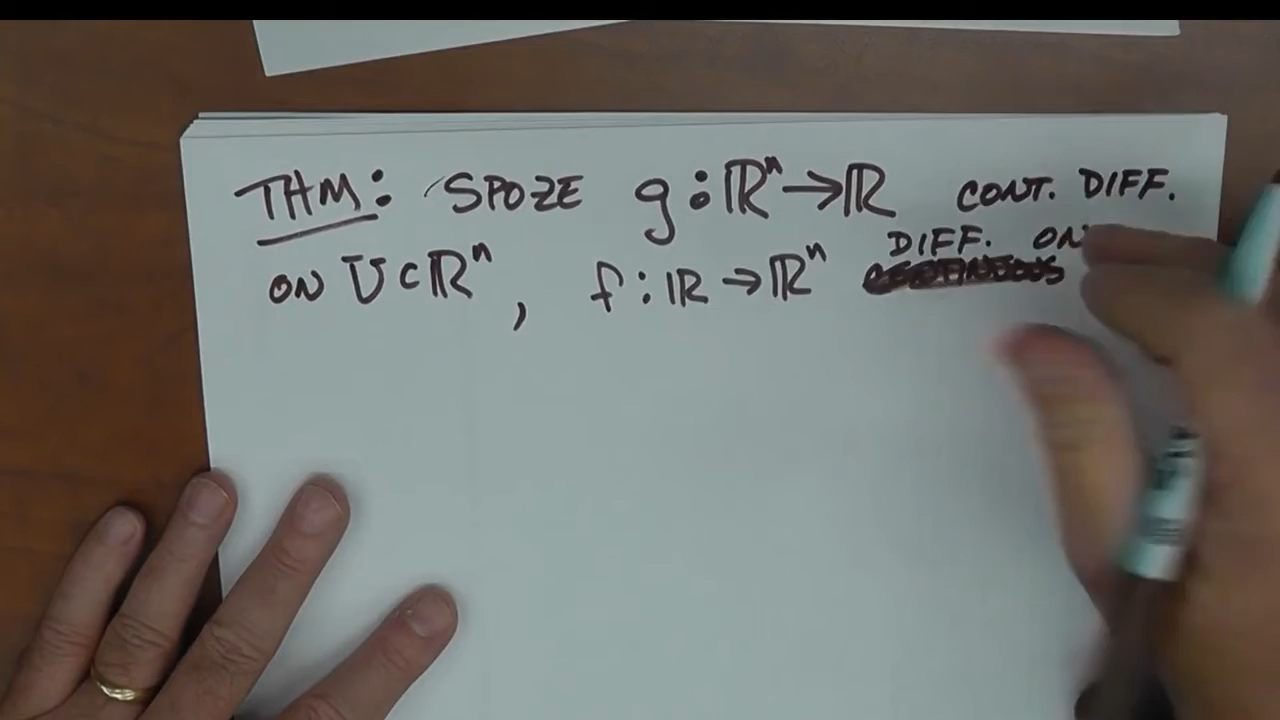 THM: SPOZE g: ℝⁿ → ℝ CONT. DIFF.
ON U ⊂ ℝⁿ, f: ℝ → ℝⁿ DIFF. ON